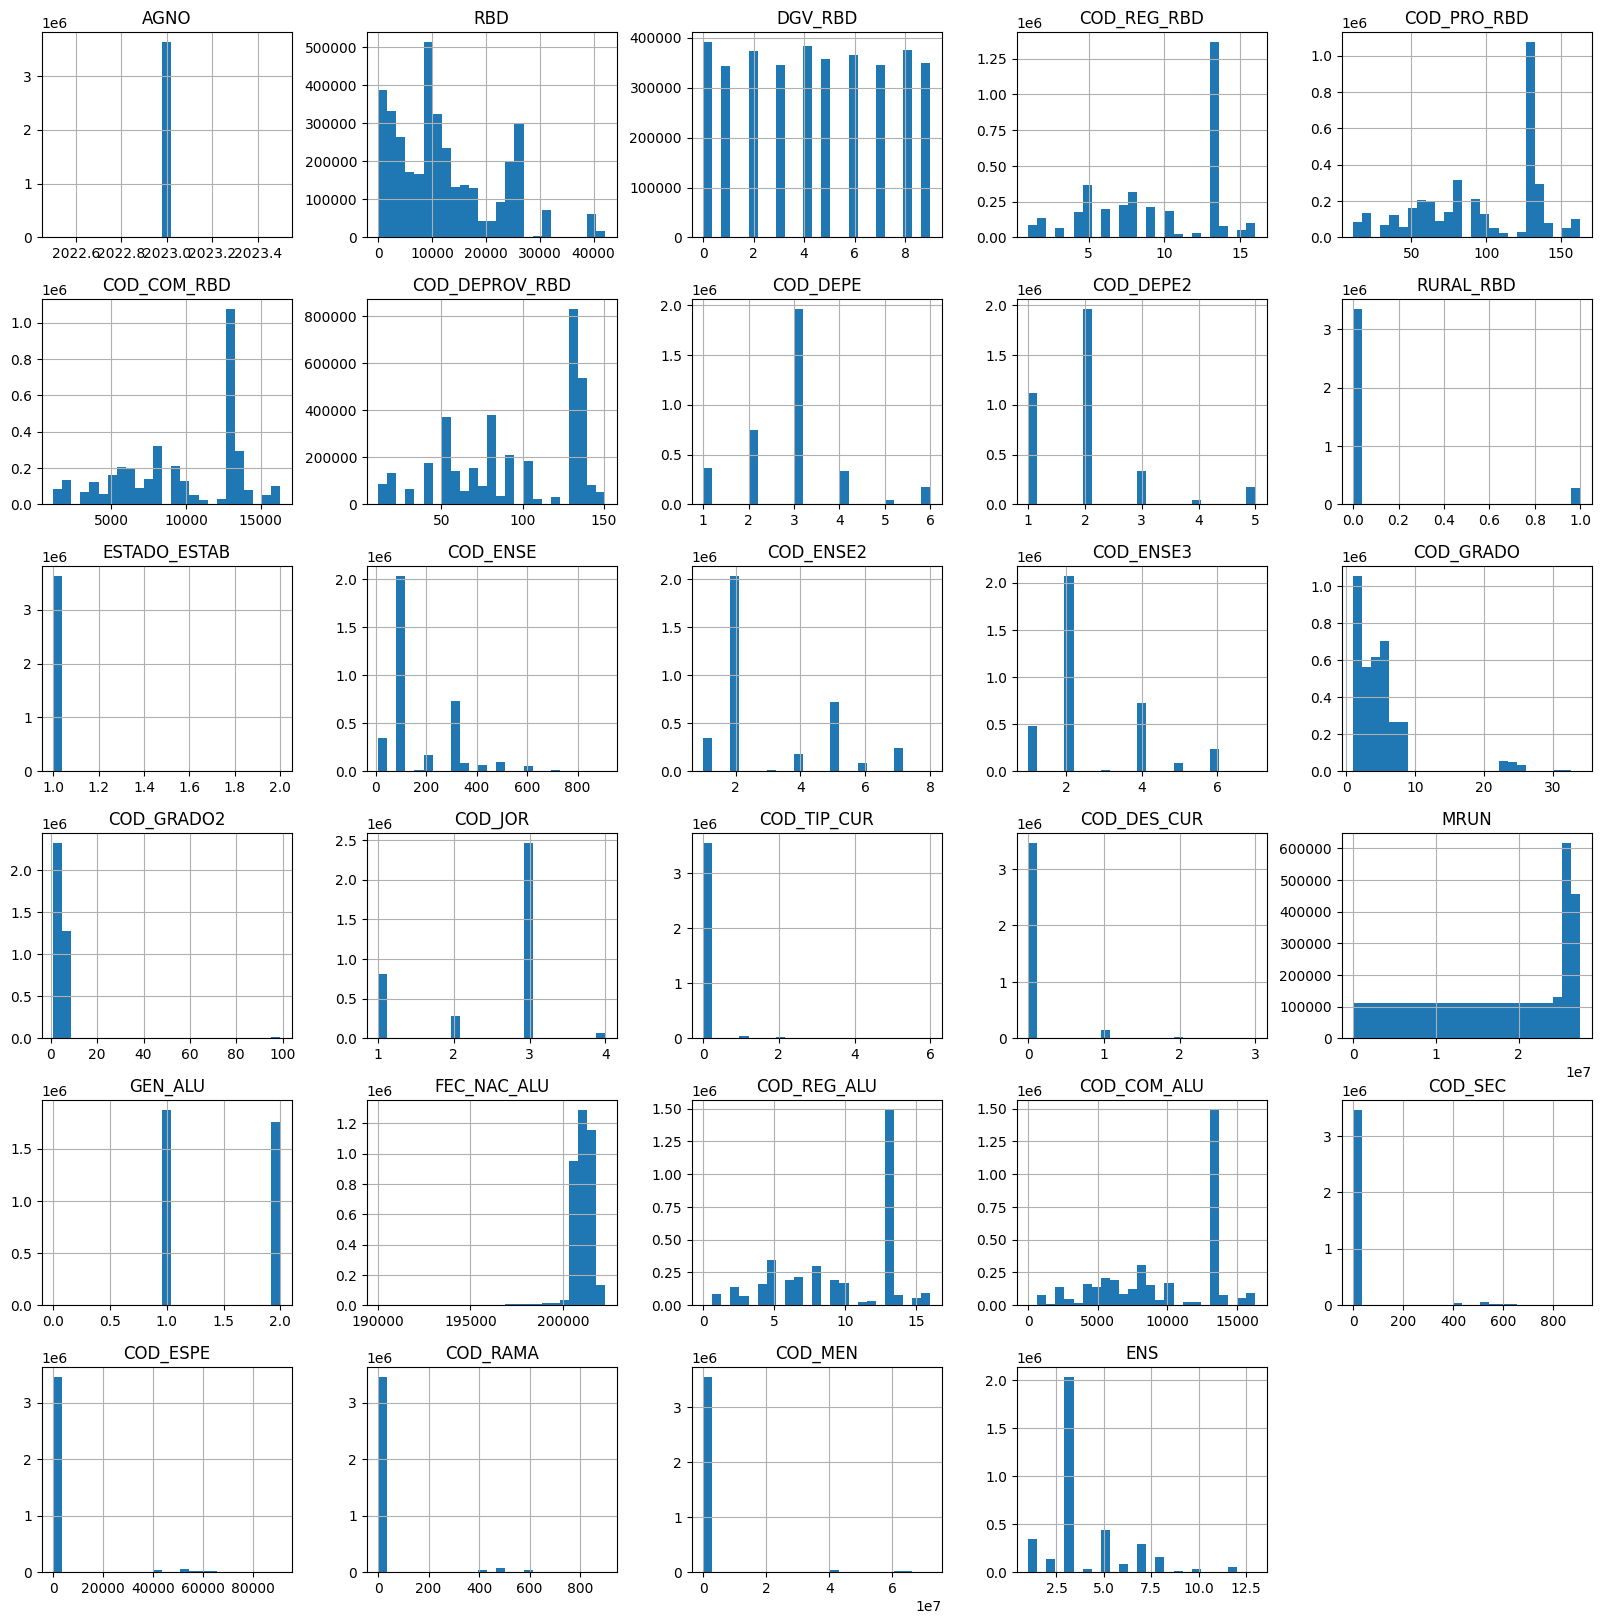 AGNO RBD DGV_RBD COD_REG_RBD COD_PRO_RBD
1e6 1e6 1e6
3 2 1 0
2022.6 2022.8 2023.0 2023.2 2023.4
500000 400000 300000 200000 100000 0
0 10000 20000 30000 40000
400000 300000 200000 100000 0
0 2 4 6 8
1.25 1.00 0.75 0.50 0.25 0.00
5 10 15
1.0 0.8 0.6 0.4 0.2 0.0
50 100 150
COD_COM_RBD COD_DEPROV_RBD COD_DEPE COD_DEPE2 RURAL_RBD
1e6 1e6 1e6 1e6
1.0 0.8 0.6 0.4 0.2 0.0
5000 10000 15000
800000 600000 400000 200000 0
50 100 150
2.0 1.5 1.0 0.5 0.0
1 2 3 4 5 6
2.0 1.5 1.0 0.5 0.0
1 2 3 4 5
3 2 1 0
0.0 0.2 0.4 0.6 0.8 1.0
ESTADO_ESTAB COD_ENSE COD_ENSE2 COD_ENSE3 COD_GRADO
1e6 1e6 1e6 1e6 1e6
3 2 1 0
1.0 1.2 1.4 1.6 1.8 2.0
2.0 1.5 1.0 0.5 0.0
0 200 400 600 800
2.0 1.5 1.0 0.5 0.0
2 4 6 8
2.0 1.5 1.0 0.5 0.0
2 4 6
1.0 0.8 0.6 0.4 0.2 0.0
0 10 20 30
COD_GRADO2 COD_JOR COD_TIP_CUR COD_DES_CUR MRUN
1e6 1e6 1e6 1e6
2.0 1.5 1.0 0.5 0.0
0 20 40 60 80 100
2.5 2.0 1.5 1.0 0.5 0.0
1 2 3 4
3 2 1 0
0 2 4 6
3 2 1 0
0 1 2 3
600000 500000 400000 300000 200000 100000 0
0 1 2
1e7
GEN_ALU FEC_NAC_ALU COD_REG_ALU COD_COM_ALU COD_SEC
1e6 1e6 1e6 1e6 1e6
1.5 1.0 0.5 0.0
0.0 0.5 1.0 1.5 2.0
1.2 1.0 0.8 0.6 0.4 0.2 0.0
190000 195000 200000
1.50 1.25 1.00 0.75 0.50 0.25 0.00
0 5 10 15
1.50 1.25 1.00 0.75 0.50 0.25 0.00
0 5000 10000 15000
3 2 1 0
0 200 400 600 800
COD_ESPE COD_RAMA COD_MEN ENS
1e6 1e6 1e6 1e6
3 2 1 0
0 20000 40000 60000 80000
3 2 1 0
0 200 400 600 800
3 2 1 0
0 2 4 6
1e7
2.0 1.5 1.0 0.5 0.0
2.5 5.0 7.5 10.0 12.5